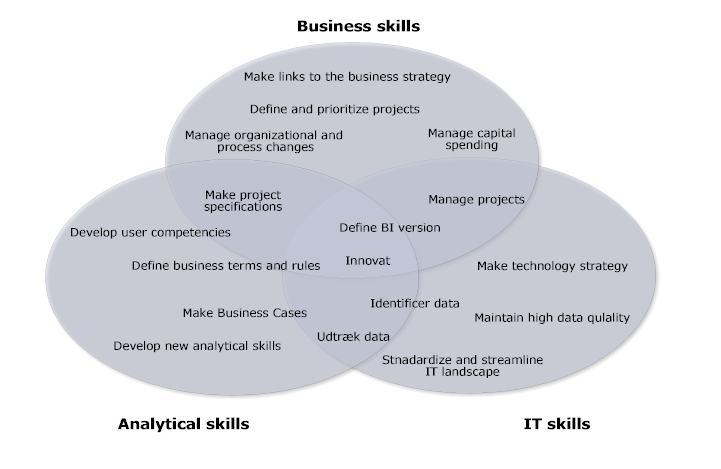 Business skills
Make links to the business strategy
Define and prioritize projects
Manage organizational and
process changes
Manage capital
spending
Make project
specifications
Manage projects
Develop user competencies
Define BI version
Define business terms and rules
Innovat
Make technology strategy
Identificer data
Make Business Cases
Maintain high data qulality
Udtræk data
Develop new analytical skills
Stnadardize and streamline
IT landscape
Analytical skills
IT skills